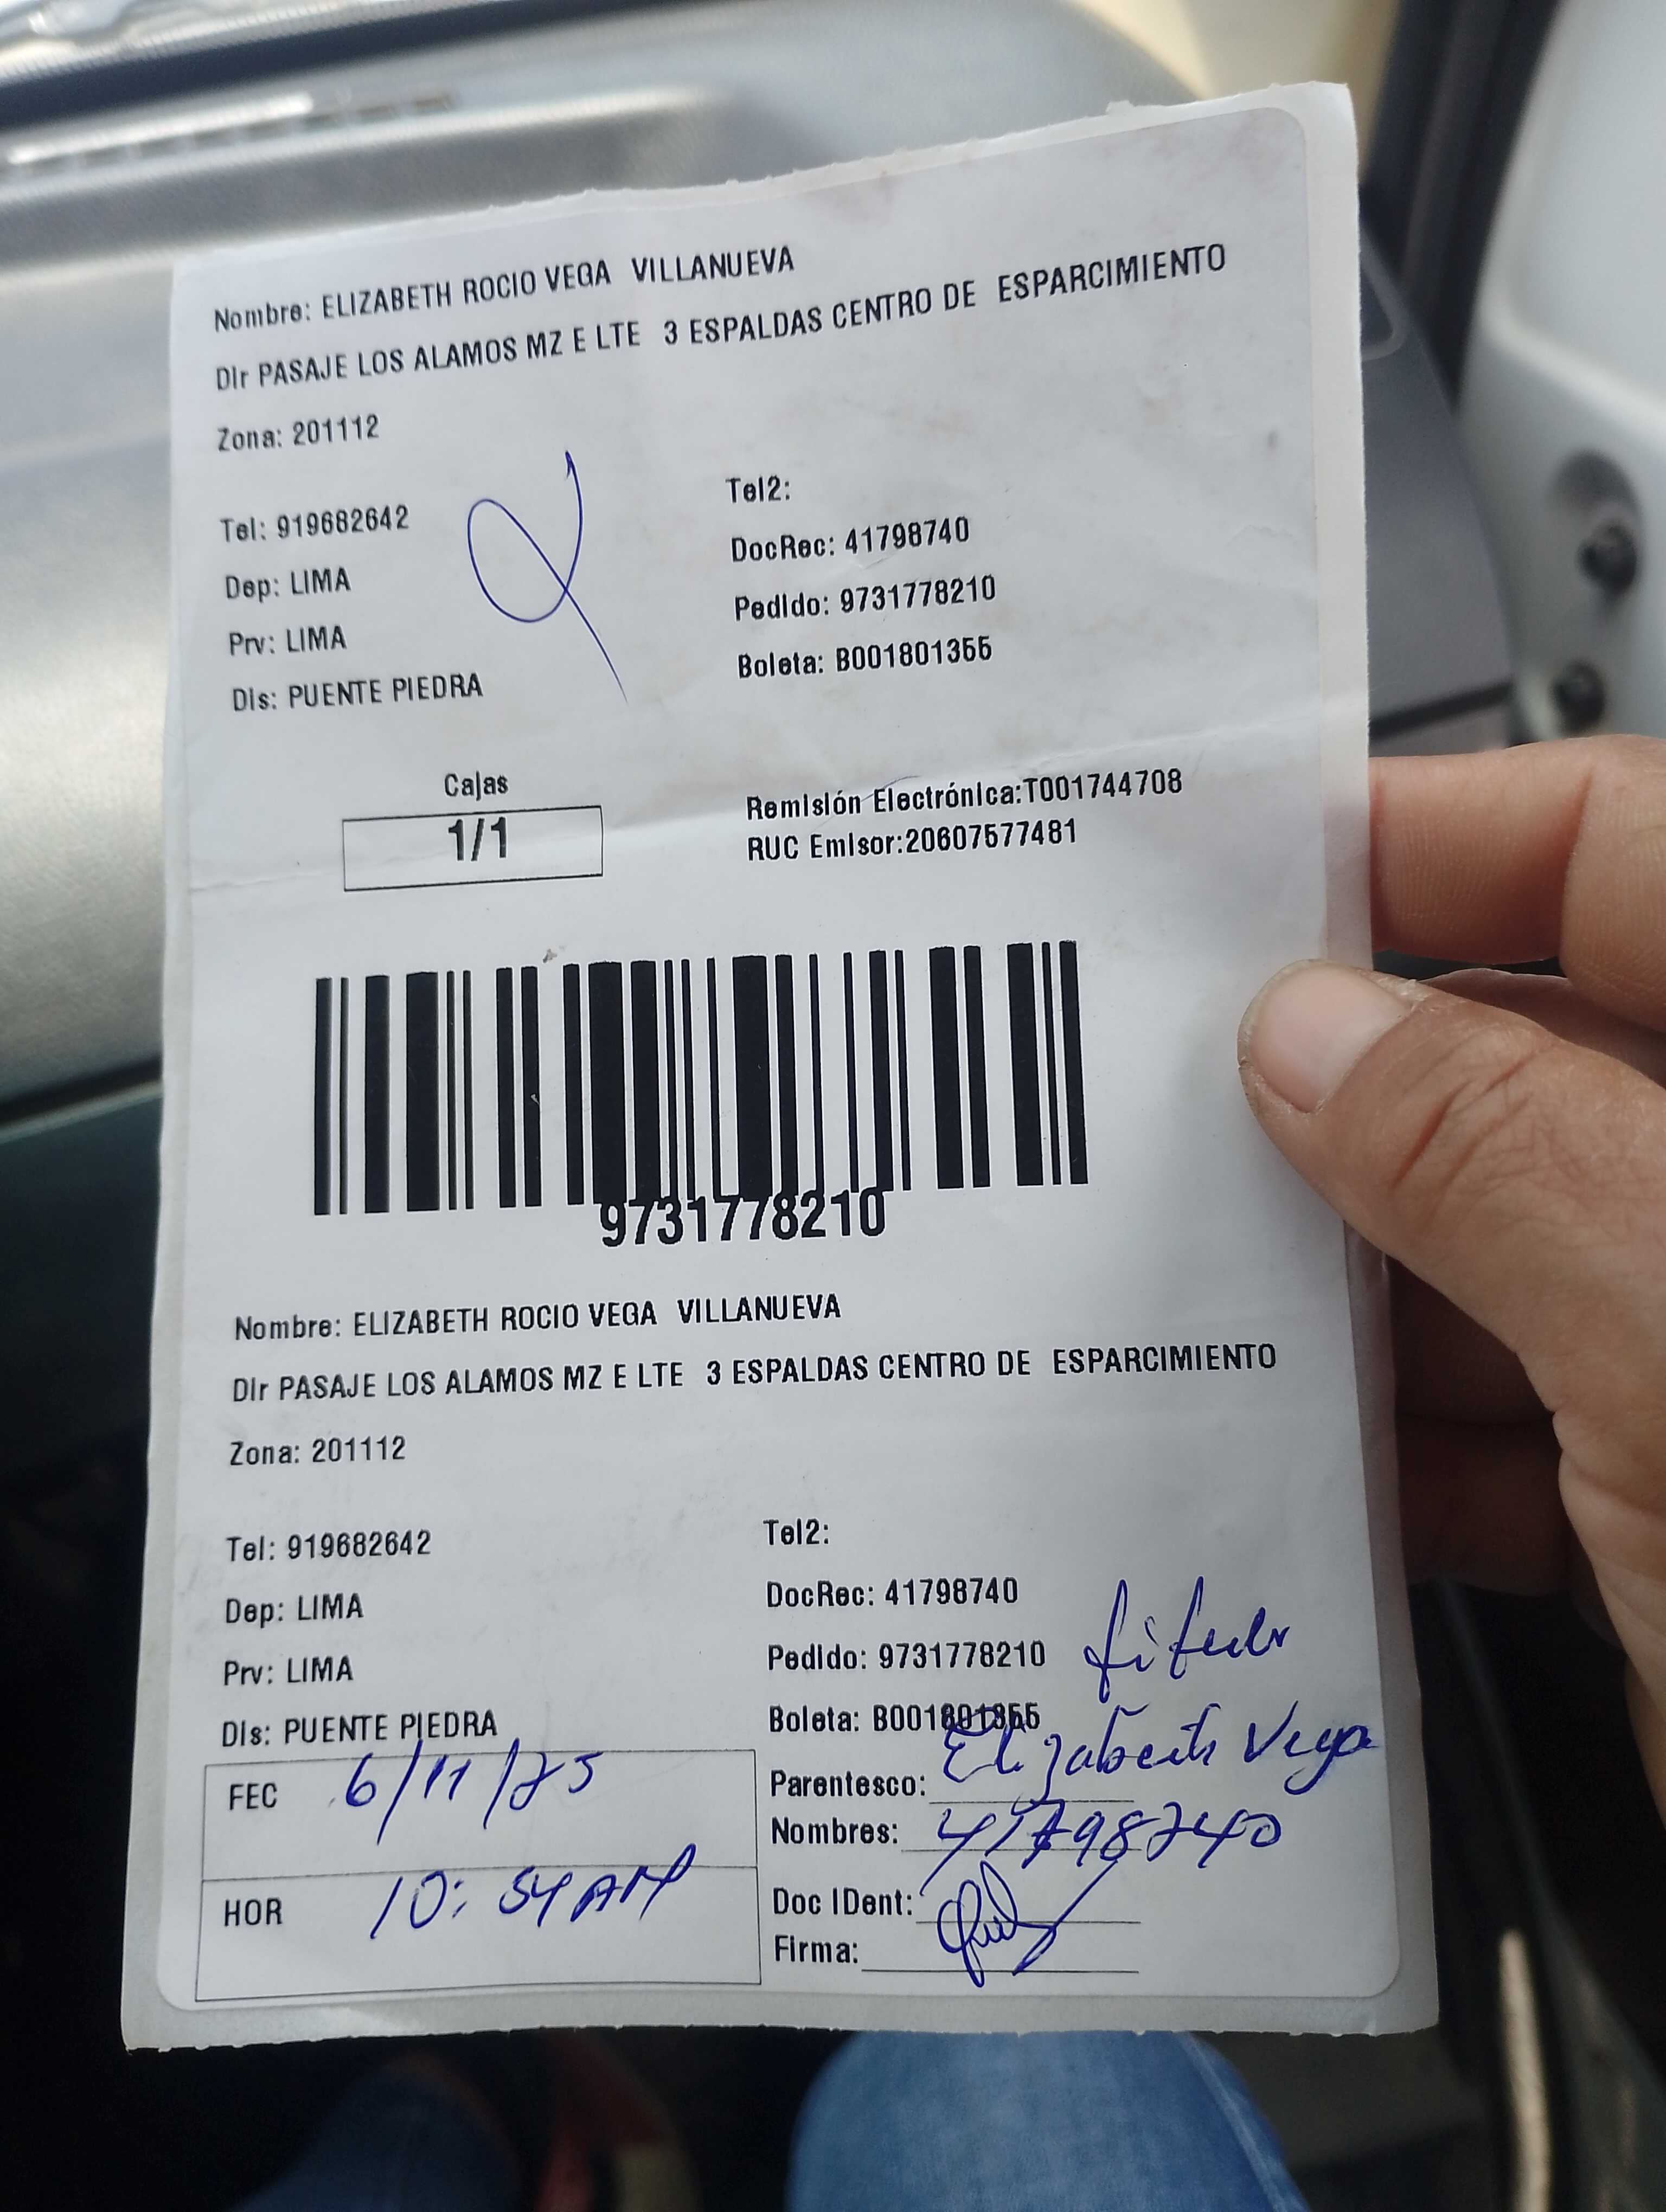 Nombre: ELIZABETH ROCIO VEGA VILLANUEVA
Dir PASAJE LOS ALAMOS MZ E LTE 3 ESPALDAS CENTRO DE ESPARCIMIENTO
Zona: 201112
Tel: 919682642
Tel2:
Dep: LIMA
DocRec: 41798740
Prv: LIMA
Pedido: 9731778210
Dis: PUENTE PIEDRA
Boleta: B001801355
Cajas
1/1
Remisión Electrónica:T001744708
RUC Emisor:20607577481
9731778210
Nombre: ELIZABETH ROCIO VEGA VILLANUEVA
Dir PASAJE LOS ALAMOS MZ E LTE 3 ESPALDAS CENTRO DE ESPARCIMIENTO
Zona: 201112
Tel: 919682642
Tel2:
Dep: LIMA
DocRec: 41798740
Prv: LIMA
Pedido: 9731778210
titular
Dis: PUENTE PIEDRA
Boleta: B001801355
FEC 6/11/25
Parentesco: Elizabeth Vega
Nombres: 41798740
HOR 10:54 AM
Doc IDent:
Firma: